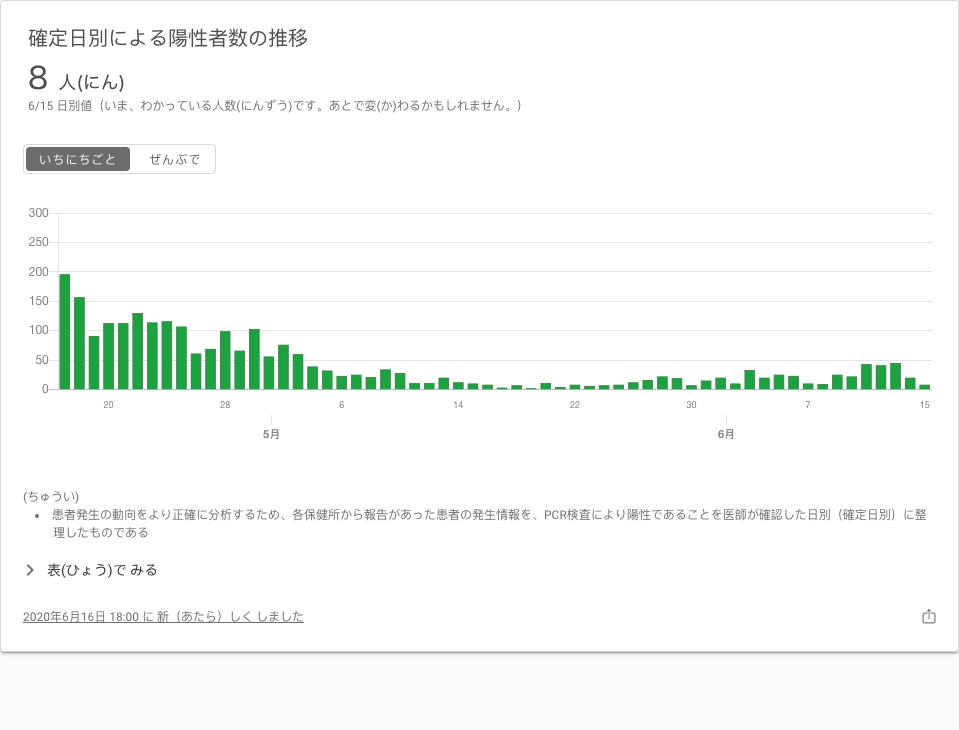 確定日別による陽性者数の推移
8 人(にん)
6/15 日別値（いま、わかっている人数(にんずう)です。あとで変(か)わるかもしれません。）
いちにちごと ぜんぶで
300
250
200
150
100
50
0
20 28 6 14 22 30 7 15
5月 6月
(ちゅうい)
• 患者発生の動向をより正確に分析するため、各保健所から報告があった患者の発生情報を、PCR検査により陽性であることを医師が確認した日別（確定日別）に整
理したものである
表(ひょう)で みる
2020年6月16日 18:00 に 新（あたら）しく しました